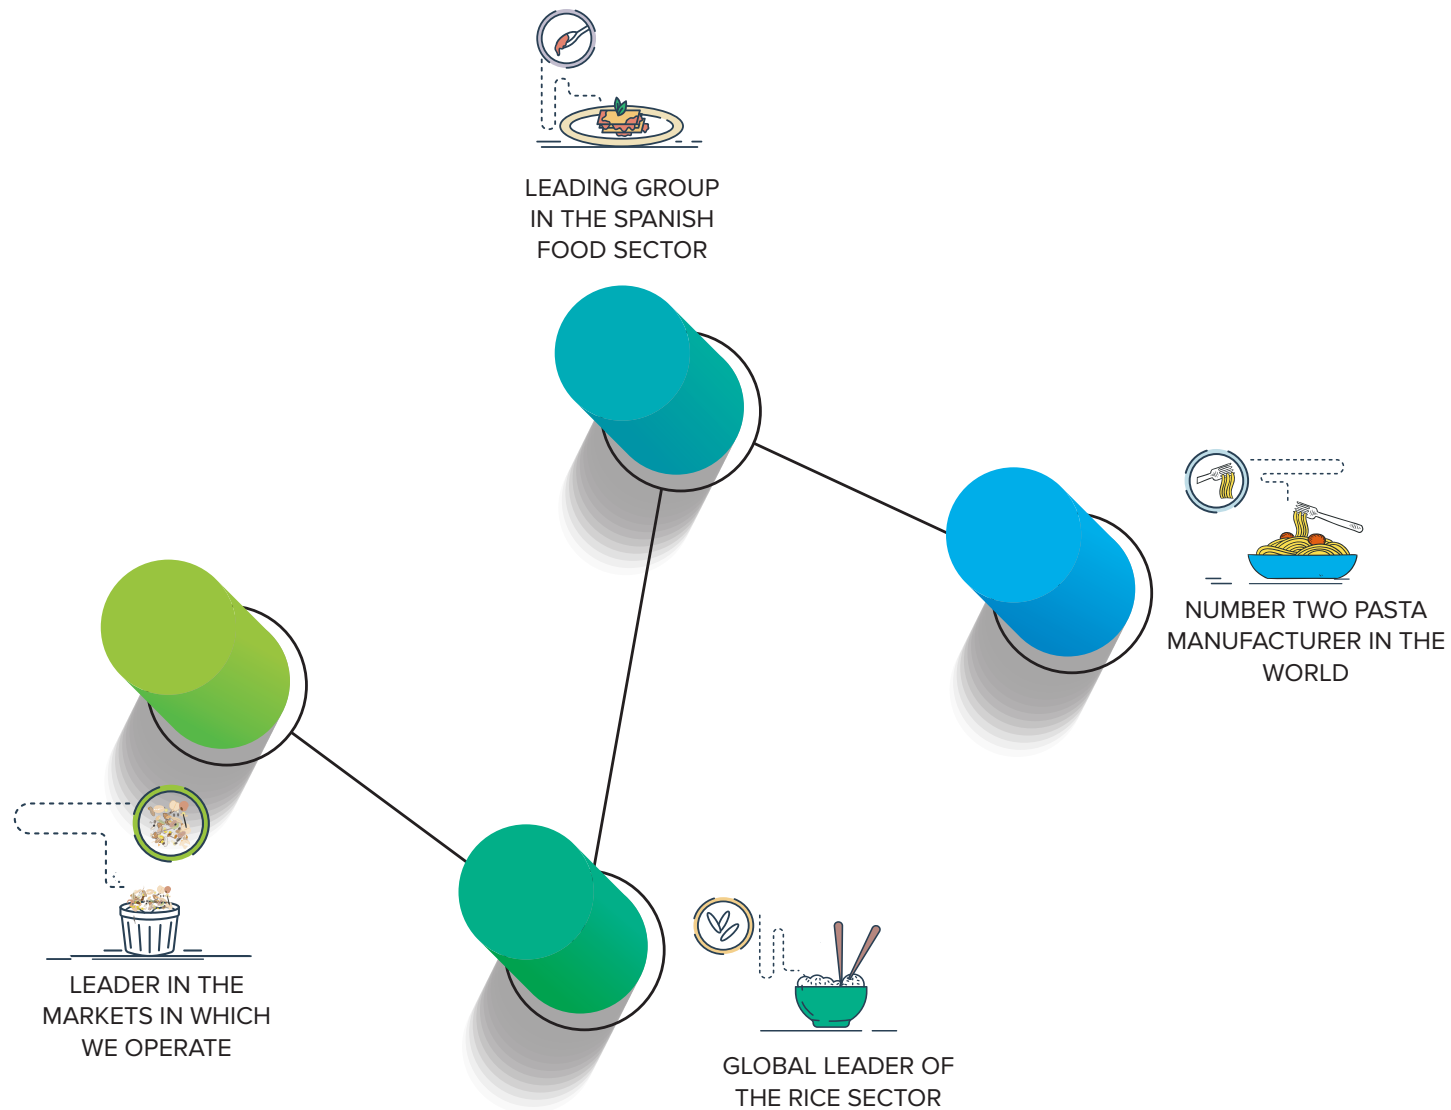 LEADING GROUP
IN THE SPANISH
FOOD SECTOR
NUMBER TWO PASTA
MANUFACTURER IN THE
WORLD
LEADER IN THE
MARKETS IN WHICH
WE OPERATE
GLOBAL LEADER OF
THE RICE SECTOR